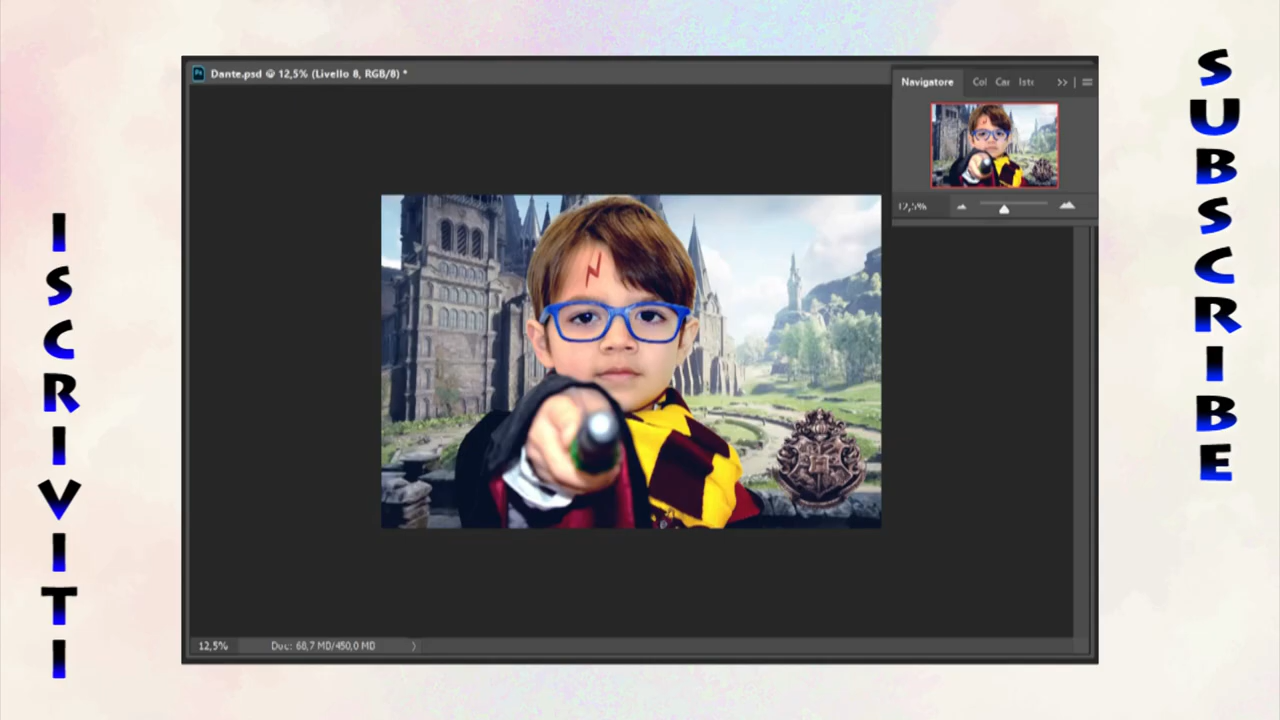 Dante.psd @ 12,5% (Livello 8, RGB/8) *
Navigatore Col Car
12,5%
12,5% Doc: 68,7 MB/450,0 MB
ISCRIVITI
SUBSCRIBE